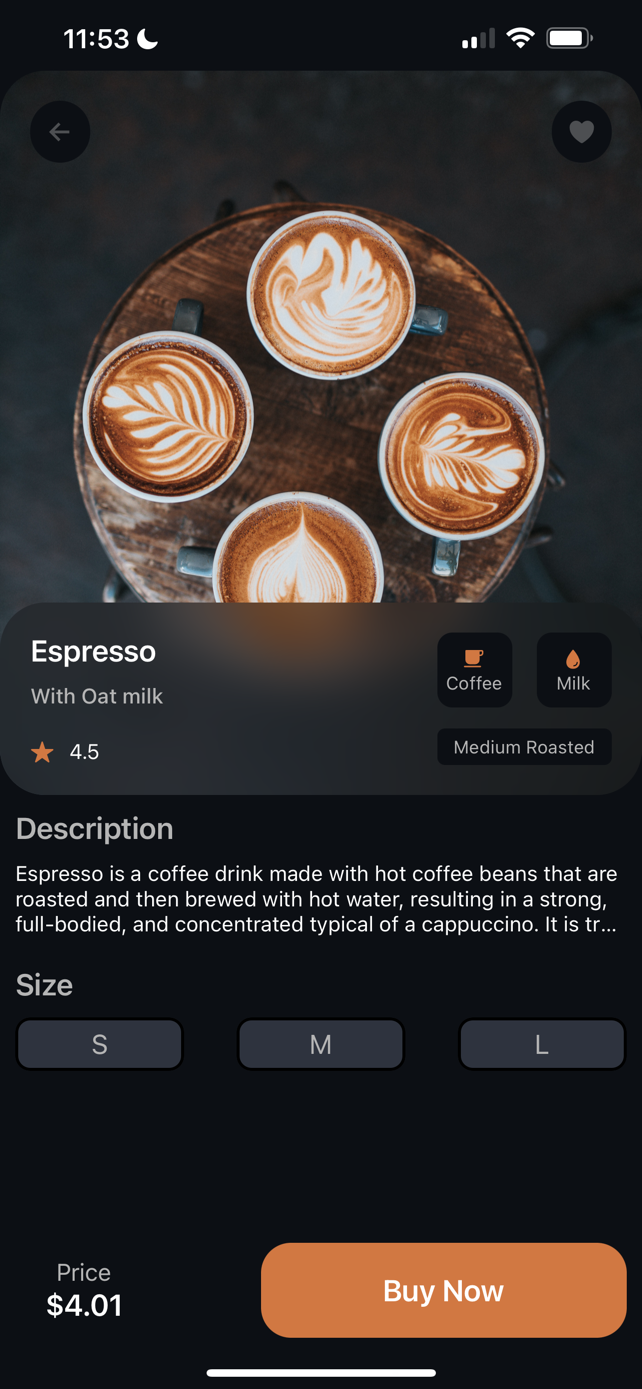 11:53
Espresso
With Oat milk
4.5
Coffee
Milk
Medium Roasted
Description
Espresso is a coffee drink made with hot coffee beans that are
roasted and then brewed with hot water, resulting in a strong,
full-bodied, and concentrated typical of a cappuccino. It is tr...
Size
S
M
L
Price
$4.01
Buy Now